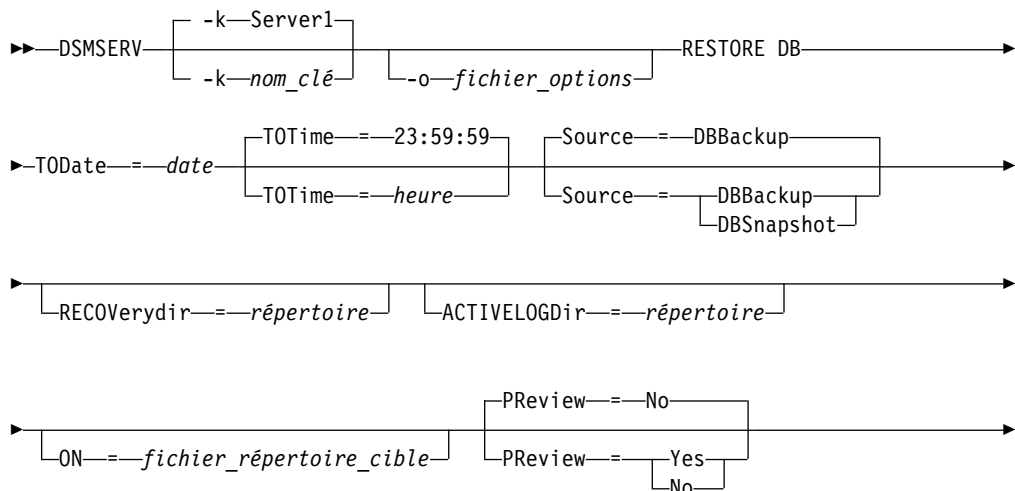 -k Server1
DSMSERV RESTORE DB
-k nom_clé -o fichier_options
TOTime = 23:59:59 Source = DBBackup
TODate = date
TOTime = heure Source = DBBackup
DBSnapshot
RECOVerydir = répertoire ACTIVELOGDir = répertoire
PReview = No
ON = fichier_répertoire_cible PReview = Yes
No